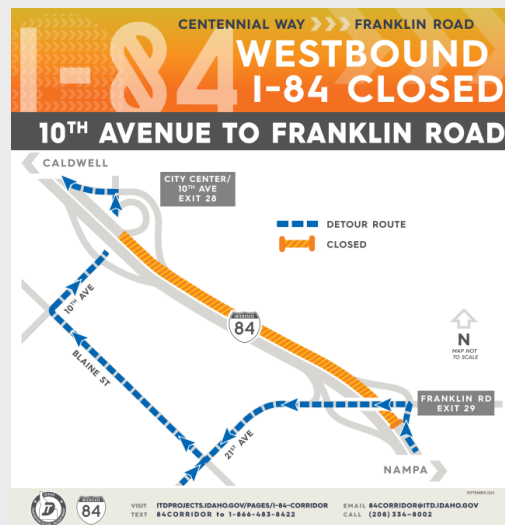 I-84
CENTENNIAL WAY >>> FRANKLIN ROAD
WESTBOUND
I-84 CLOSED
10TH AVENUE TO FRANKLIN ROAD
CALDWELL
CITY CENTER/
10TH AVE
EXIT 28
DETOUR ROUTE
CLOSED
84
N
MAP NOT
TO SCALE
10TH AVE
BLAINE ST
FRANKLIN RD
EXIT 29
21ST AVE
NAMPA
SEPTEMBER 2023
84
VISIT ITDPROJECTS.IDAHO.GOV/PAGES/I-84-CORRIDOR
TEXT 84CORRIDOR to 1-866-483-8422
EMAIL 84CORRIDOR@ITD.IDAHO.GOV
CALL (208) 334-8002